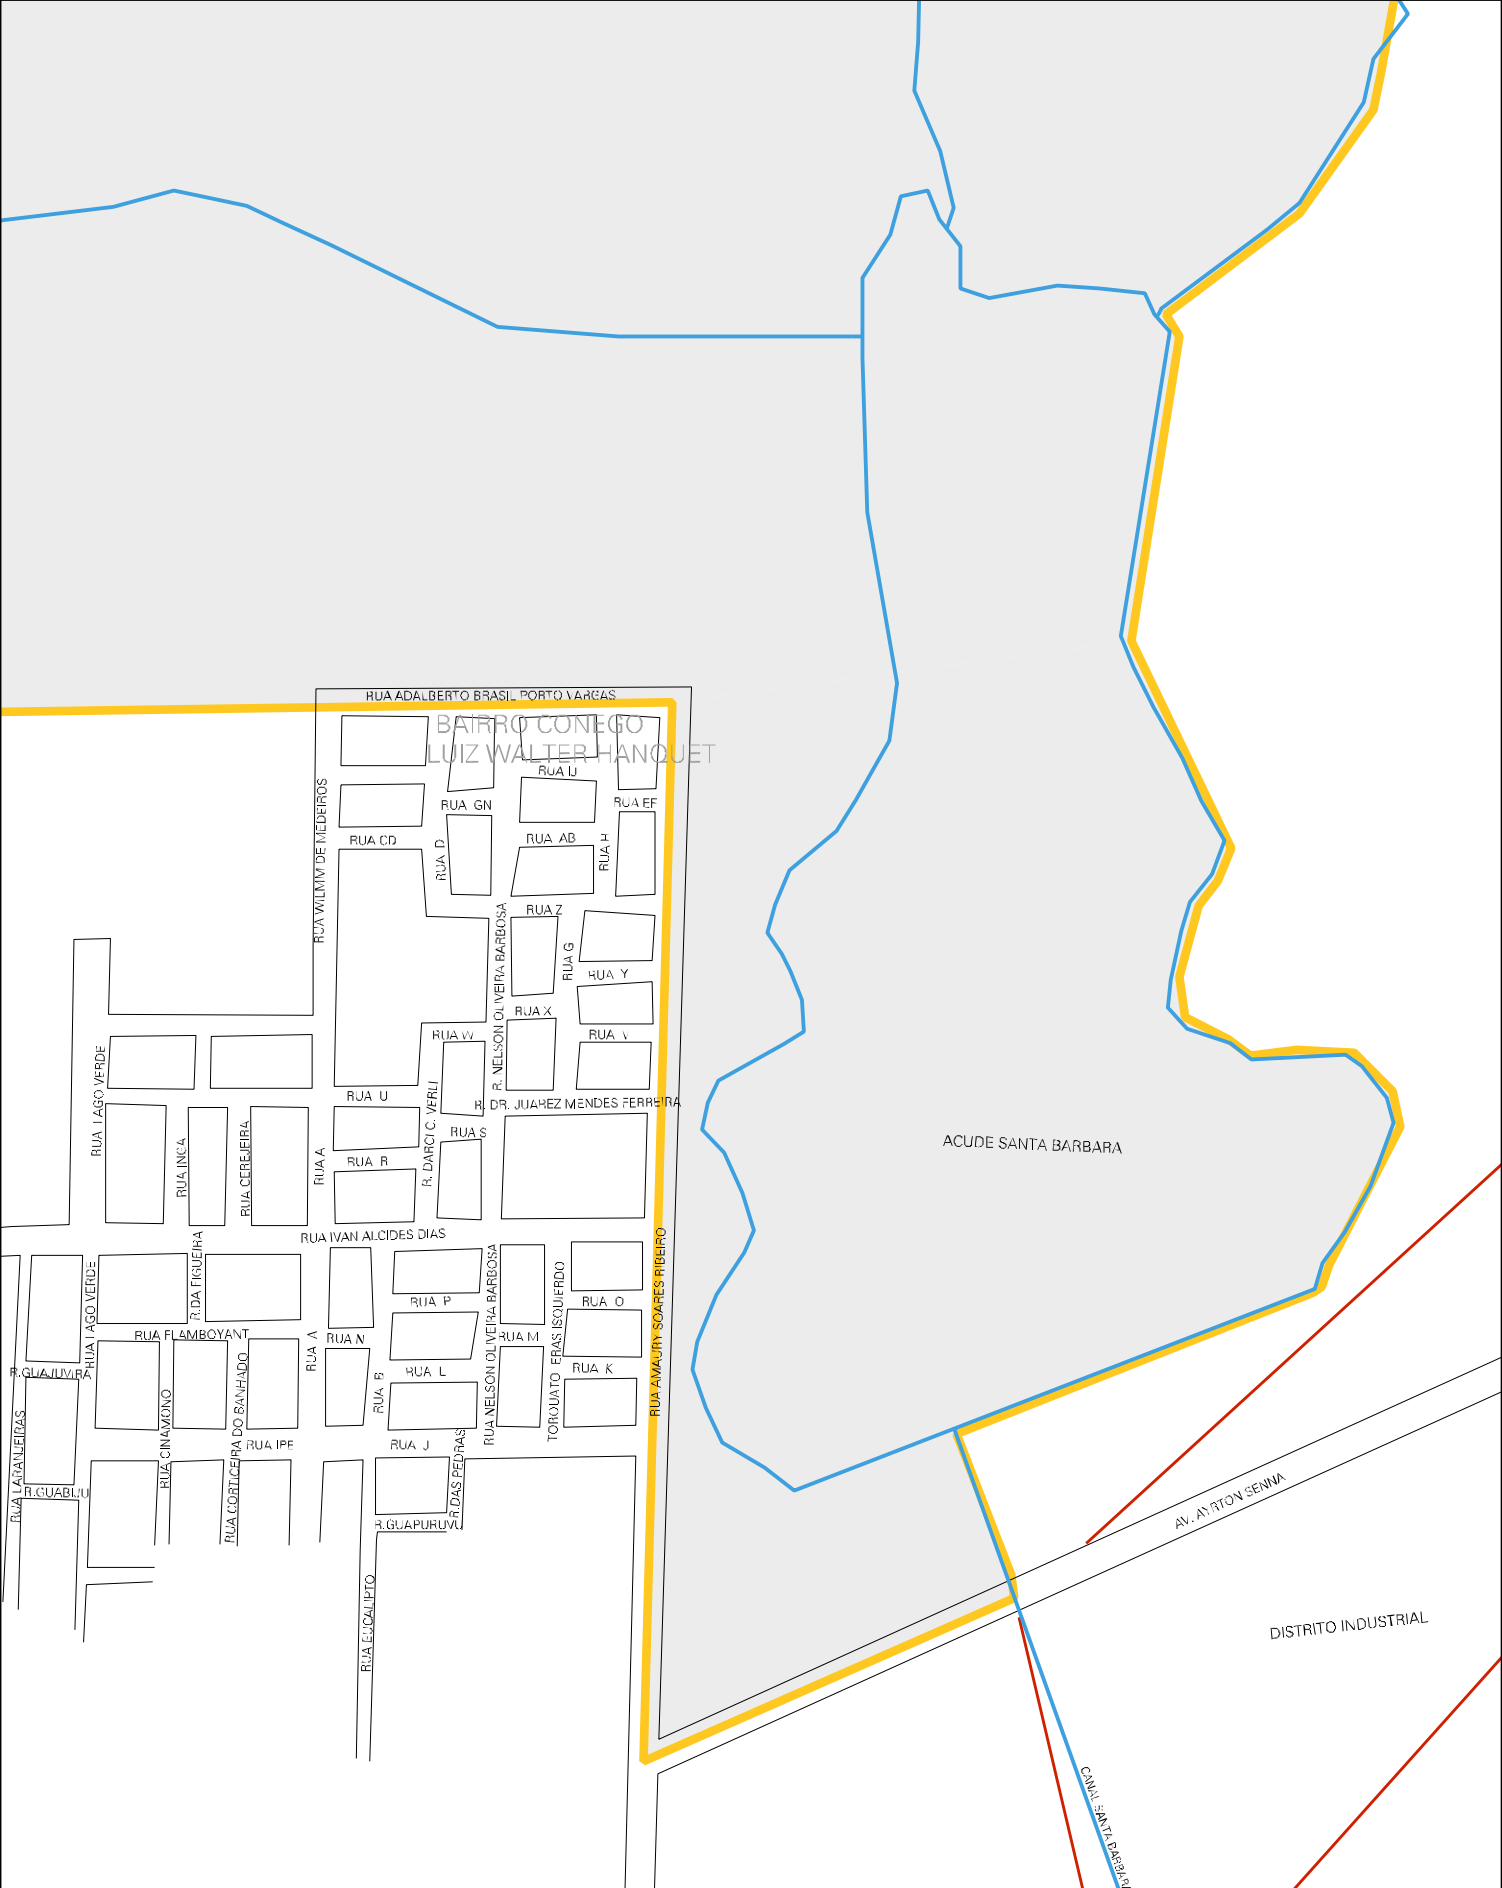 RUA ADALBERTO BRASIL PORTO VARGAS
BAIRRO CONEGO
LUIZ WALTER HANQUET
RUA IJ
RUA GN
RUA EF
RUA WILMM DE MEDEIROS
RUA CD
RUA D
RUA AB
RUA H
RUA Z
R. NELSON OLIVEIRA BARBOSA
RUA G
RUA Y
RUA X
RUA W
RUA V
RUA LAGO VERDE
RUA U
R. DARCI C. VERLI
R. DR. JUAREZ MENDES FERREIRA
RUA INGA
RUA CEREJEIRA
RUA A
RUA S
RUA R
ACUDE SANTA BARBARA
RUA IVAN ALCIDES DIAS
R.DA FIGUEIRA
RUA LAGO VERDE
RUA NELSON OLIVEIRA BARBOSA
TORQUATO ERAS ISQUIERDO
RUA AMAURY SOARES RIBEIRO
RUA P
RUA O
RUA FLAMBOYANT
RUA A
RUA N
RUA M
R.GUAJUVIRA
RUA B
RUA L
RUA K
RUA LARANJEIRAS
RUA CINAMONO
RUA CORTICEIRA DO BANHADO
RUA IPE
RUA J
R.DAS PEDRAS
R.GUABIJU
R.GUAPURUVU
RUA EUCALIPTO
AV. AYRTON SENNA
DISTRITO INDUSTRIAL
CANAL SANTA BARBARA